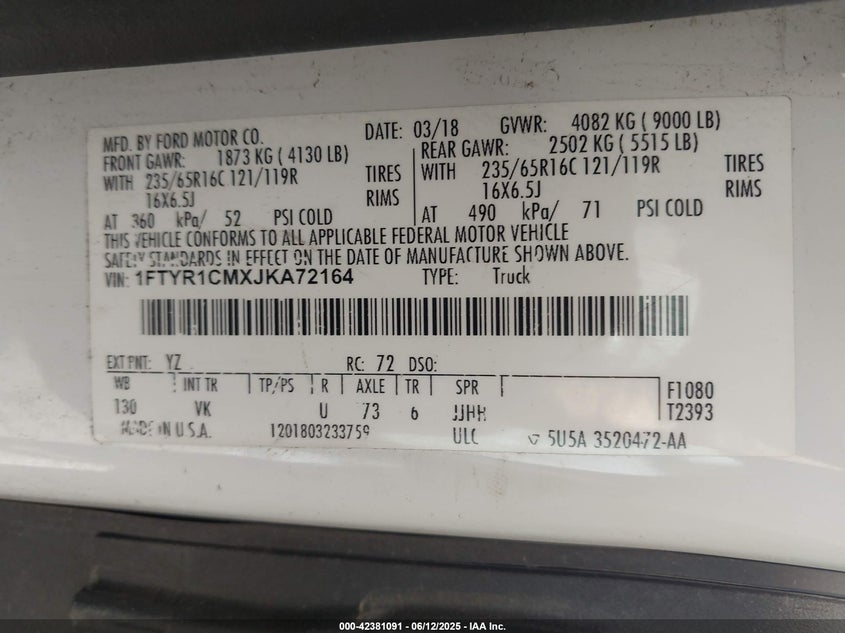 MFD. BY FORD MOTOR CO. DATE: 03/18 GVWR: 4082 KG ( 9000 LB)
FRONT GAWR: 1873 KG ( 4130 LB) REAR GAWR: 2502 KG ( 5515 LB)
WITH 235/65R16C 121/119R TIRES WITH 235/65R16C 121/119R TIRES
16X6.5J RIMS 16X6.5J RIMS
AT 360 kPa/ 52 PSI COLD AT 490 kPa/ 71 PSI COLD
THIS VEHICLE CONFORMS TO ALL APPLICABLE FEDERAL MOTOR VEHICLE
SAFETY STANDARDS IN EFFECT ON THE DATE OF MANUFACTURE SHOWN ABOVE.
VIN: 1FTYR1CMXJKA72164 TYPE: Truck
EXT PNT: YZ RC: 72 DSO:
WB INT TR TP/PS R AXLE TR SPR F1080
130 VK U 73 6 JJHH T2393
MADE IN U.S.A. 1201803233759 ULC 5U5A 3520472-AA
000-42381091 - 06/12/2025 - IAA Inc.